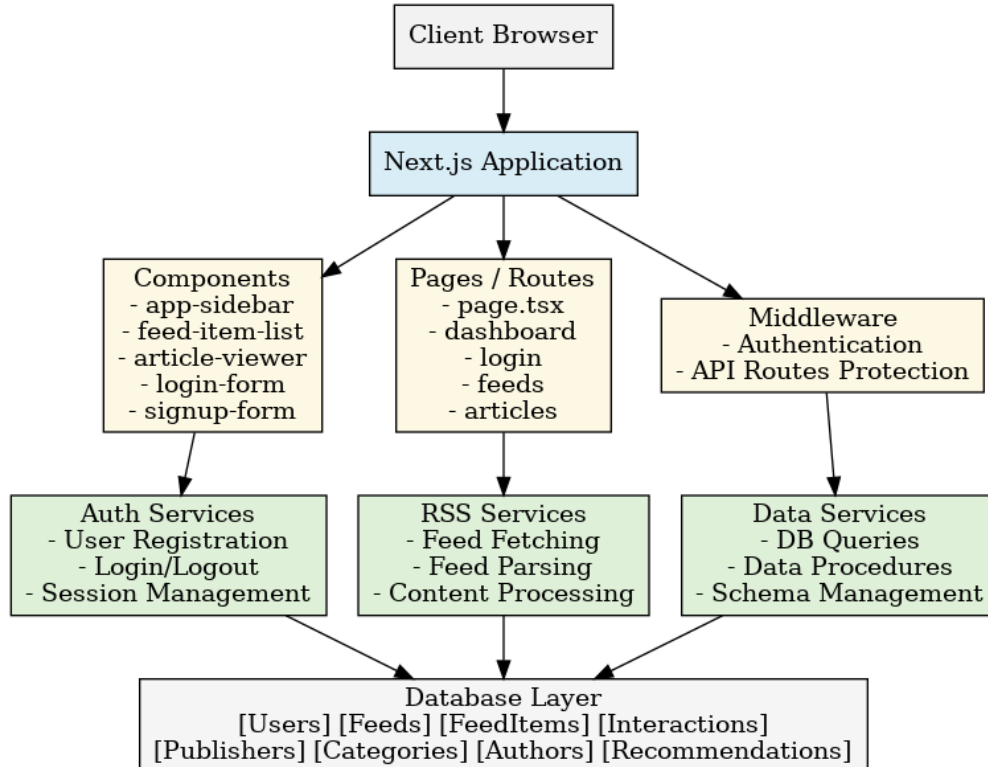 Client Browser
Next.js Application
Components
- app-sidebar
- feed-item-list
- article-viewer
- login-form
- signup-form
Pages / Routes
- page.tsx
- dashboard
- login
- feeds
- articles
Middleware
- Authentication
- API Routes Protection
Auth Services
- User Registration
- Login/Logout
- Session Management
RSS Services
- Feed Fetching
- Feed Parsing
- Content Processing
Data Services
- DB Queries
- Data Procedures
- Schema Management
Database Layer
[Users] [Feeds] [FeedItems] [Interactions]
[Publishers] [Categories] [Authors] [Recommendations]